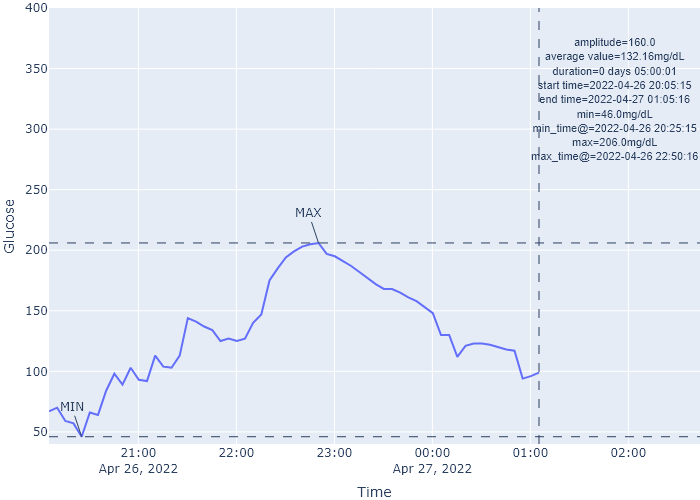 400
350
300
250
200
150
100
50
Glucose
amplitude=160.0
average value=132.16mg/dL
duration=0 days 05:00:01
start time=2022-04-26 20:05:15
end time=2022-04-27 01:05:16
min=46.0mg/dL
min_time@=2022-04-26 20:25:15
max=206.0mg/dL
max_time@=2022-04-26 22:50:16
MAX
MIN
21:00
22:00
23:00
00:00
01:00
02:00
Apr 26, 2022
Apr 27, 2022
Time